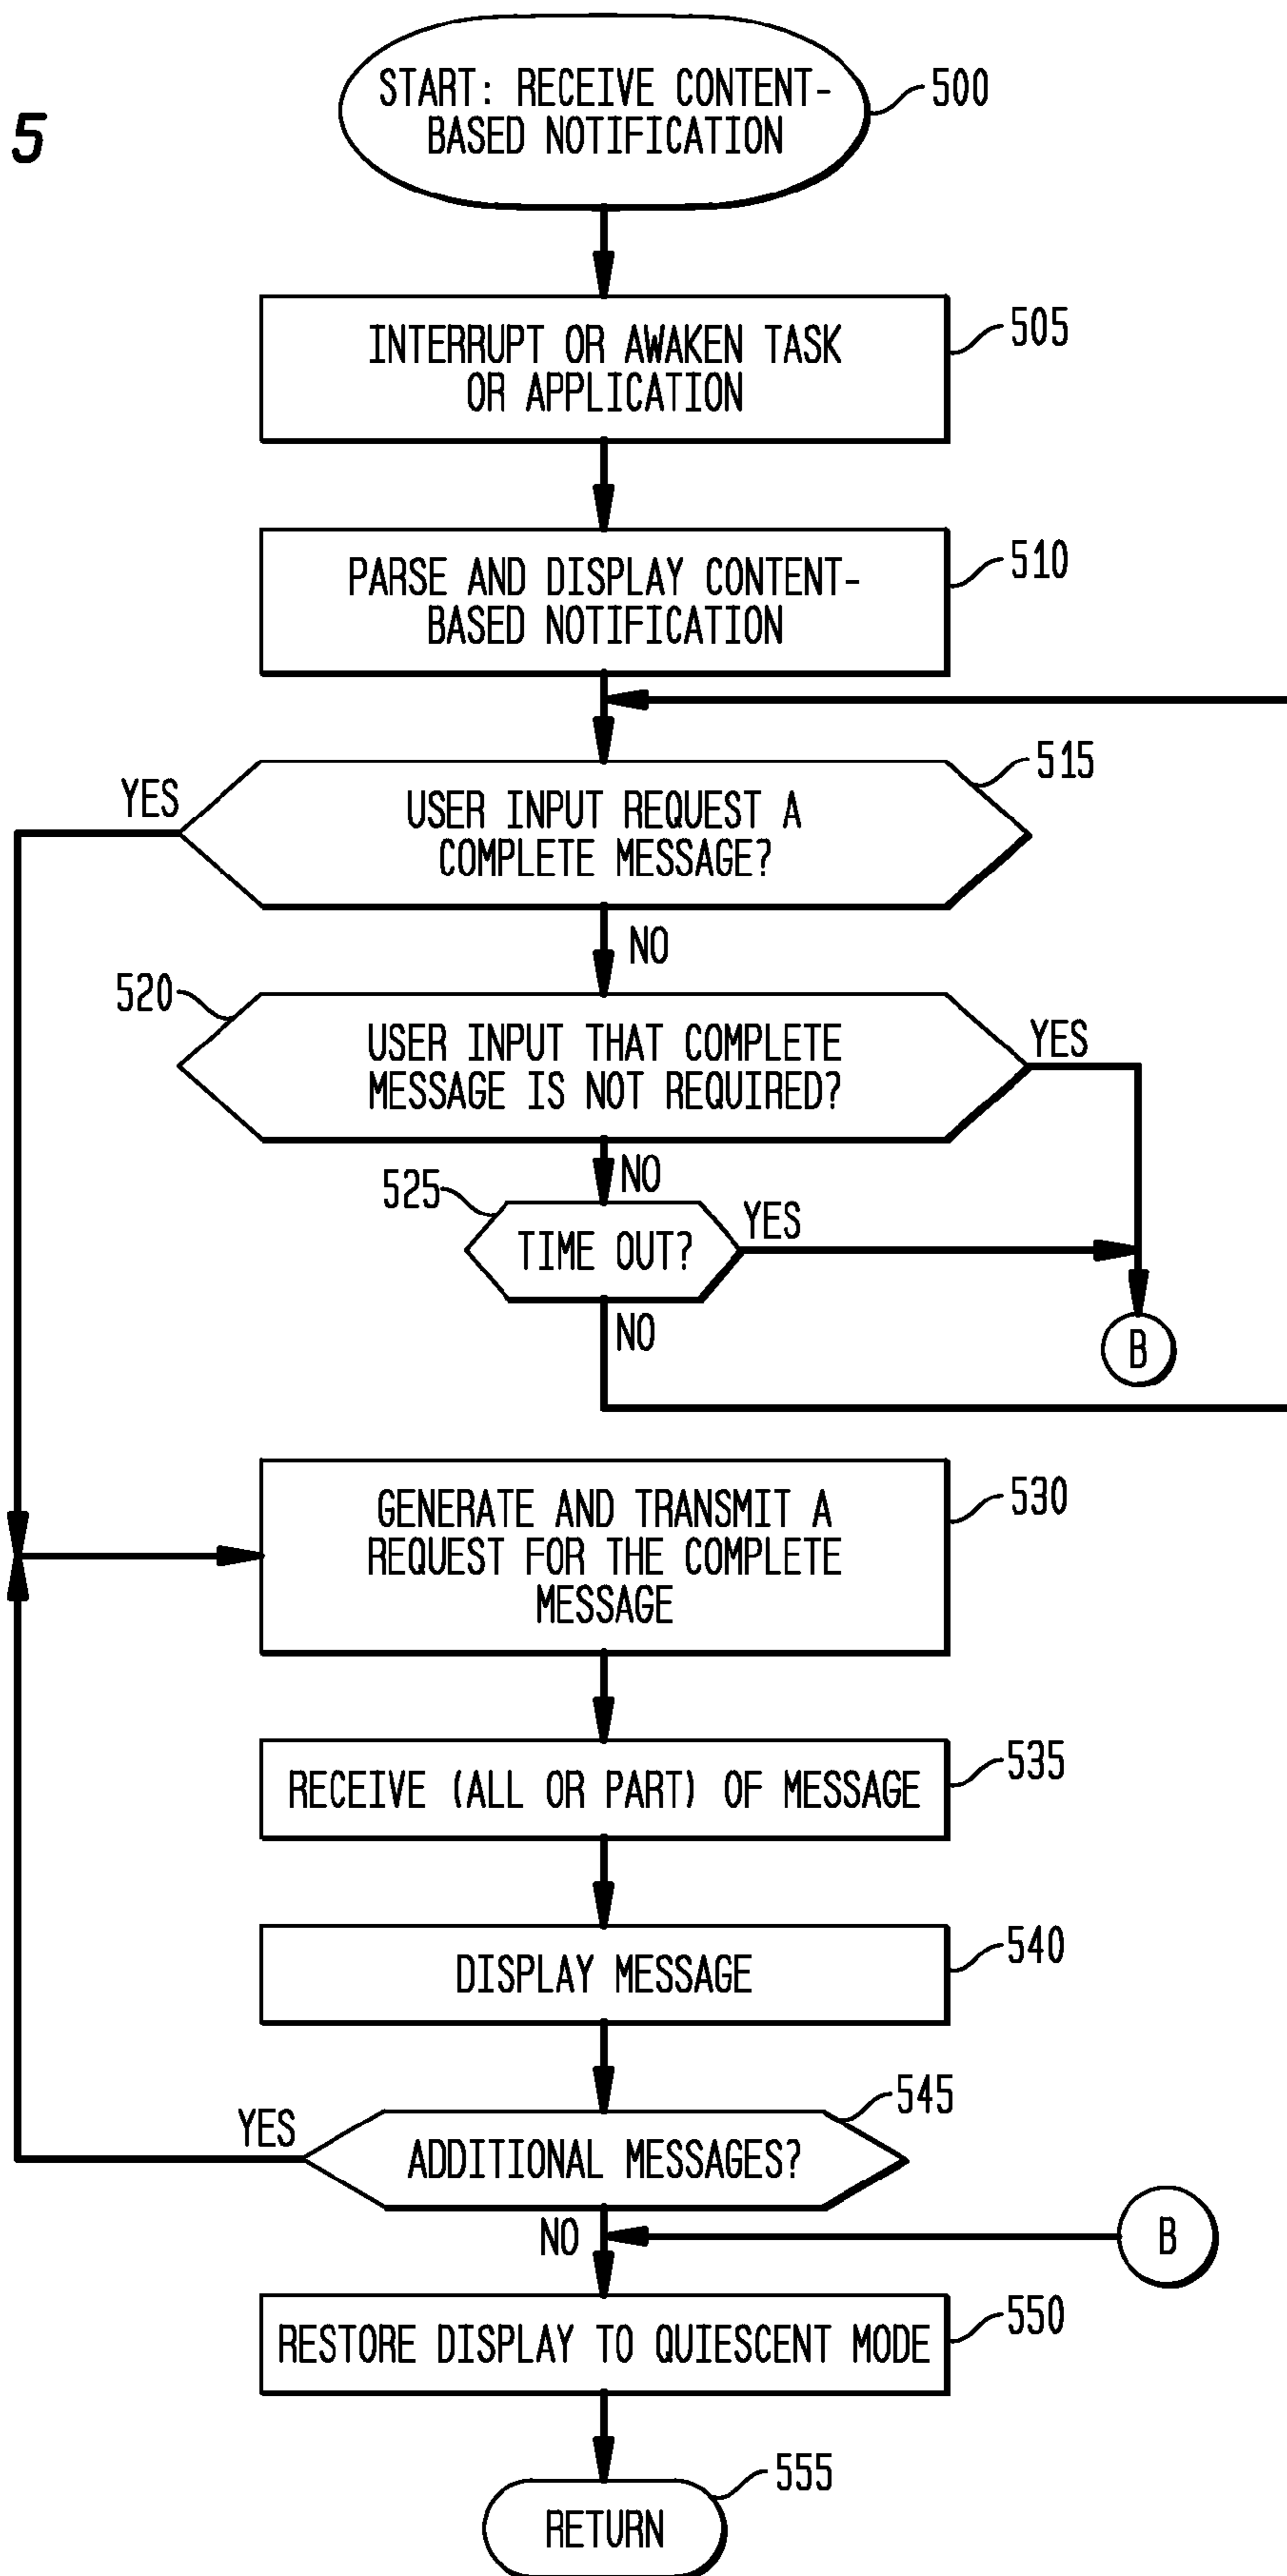 5
START: RECEIVE CONTENT-
BASED NOTIFICATION
500
INTERRUPT OR AWAKEN TASK
OR APPLICATION
505
PARSE AND DISPLAY CONTENT-
BASED NOTIFICATION
510
515
YES
USER INPUT REQUEST A
COMPLETE MESSAGE?
NO
520
USER INPUT THAT COMPLETE
MESSAGE IS NOT REQUIRED?
YES
NO
525
TIME OUT?
YES
NO
B
GENERATE AND TRANSMIT A
REQUEST FOR THE COMPLETE
MESSAGE
530
RECEIVE (ALL OR PART) OF MESSAGE
535
DISPLAY MESSAGE
540
545
YES
ADDITIONAL MESSAGES?
NO
B
RESTORE DISPLAY TO QUIESCENT MODE
550
555
RETURN